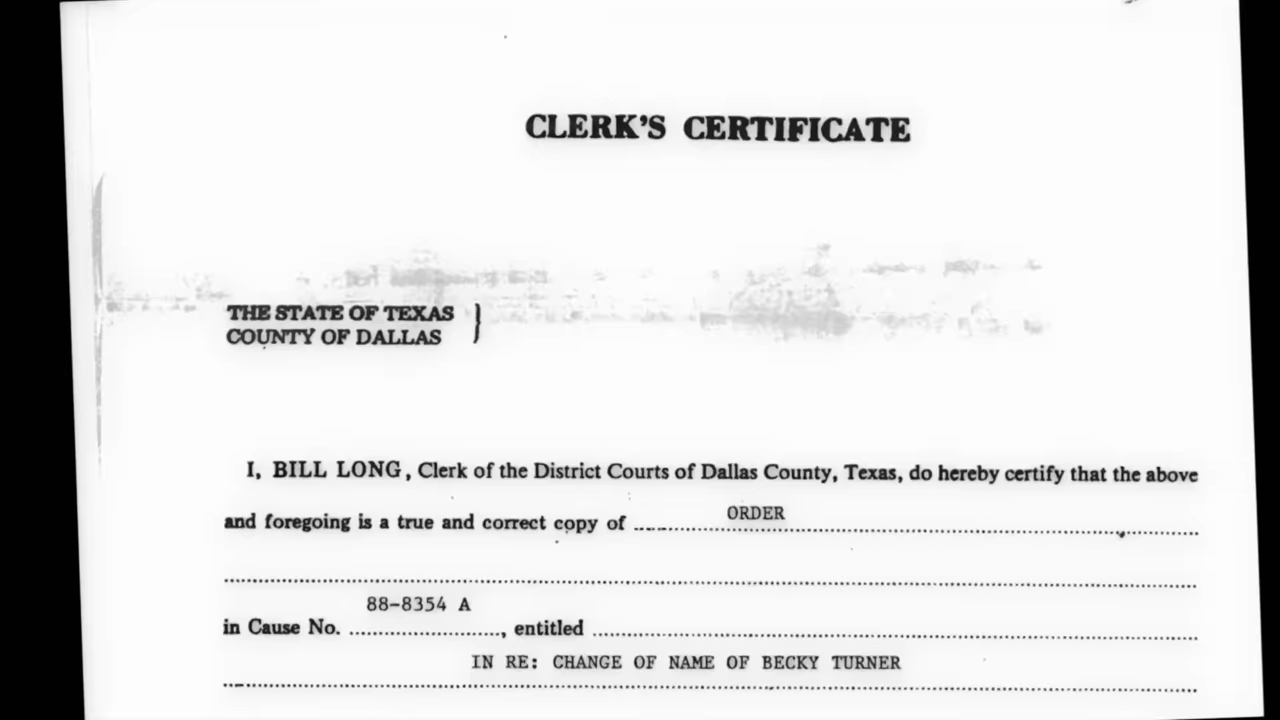 CLERK'S CERTIFICATE
THE STATE OF TEXAS
COUNTY OF DALLAS
I, BILL LONG, Clerk of the District Courts of Dallas County, Texas, do hereby certify that the above
and foregoing is a true and correct copy of ORDER
88-8354 A
in Cause No. , entitled
IN RE: CHANGE OF NAME OF BECKY TURNER